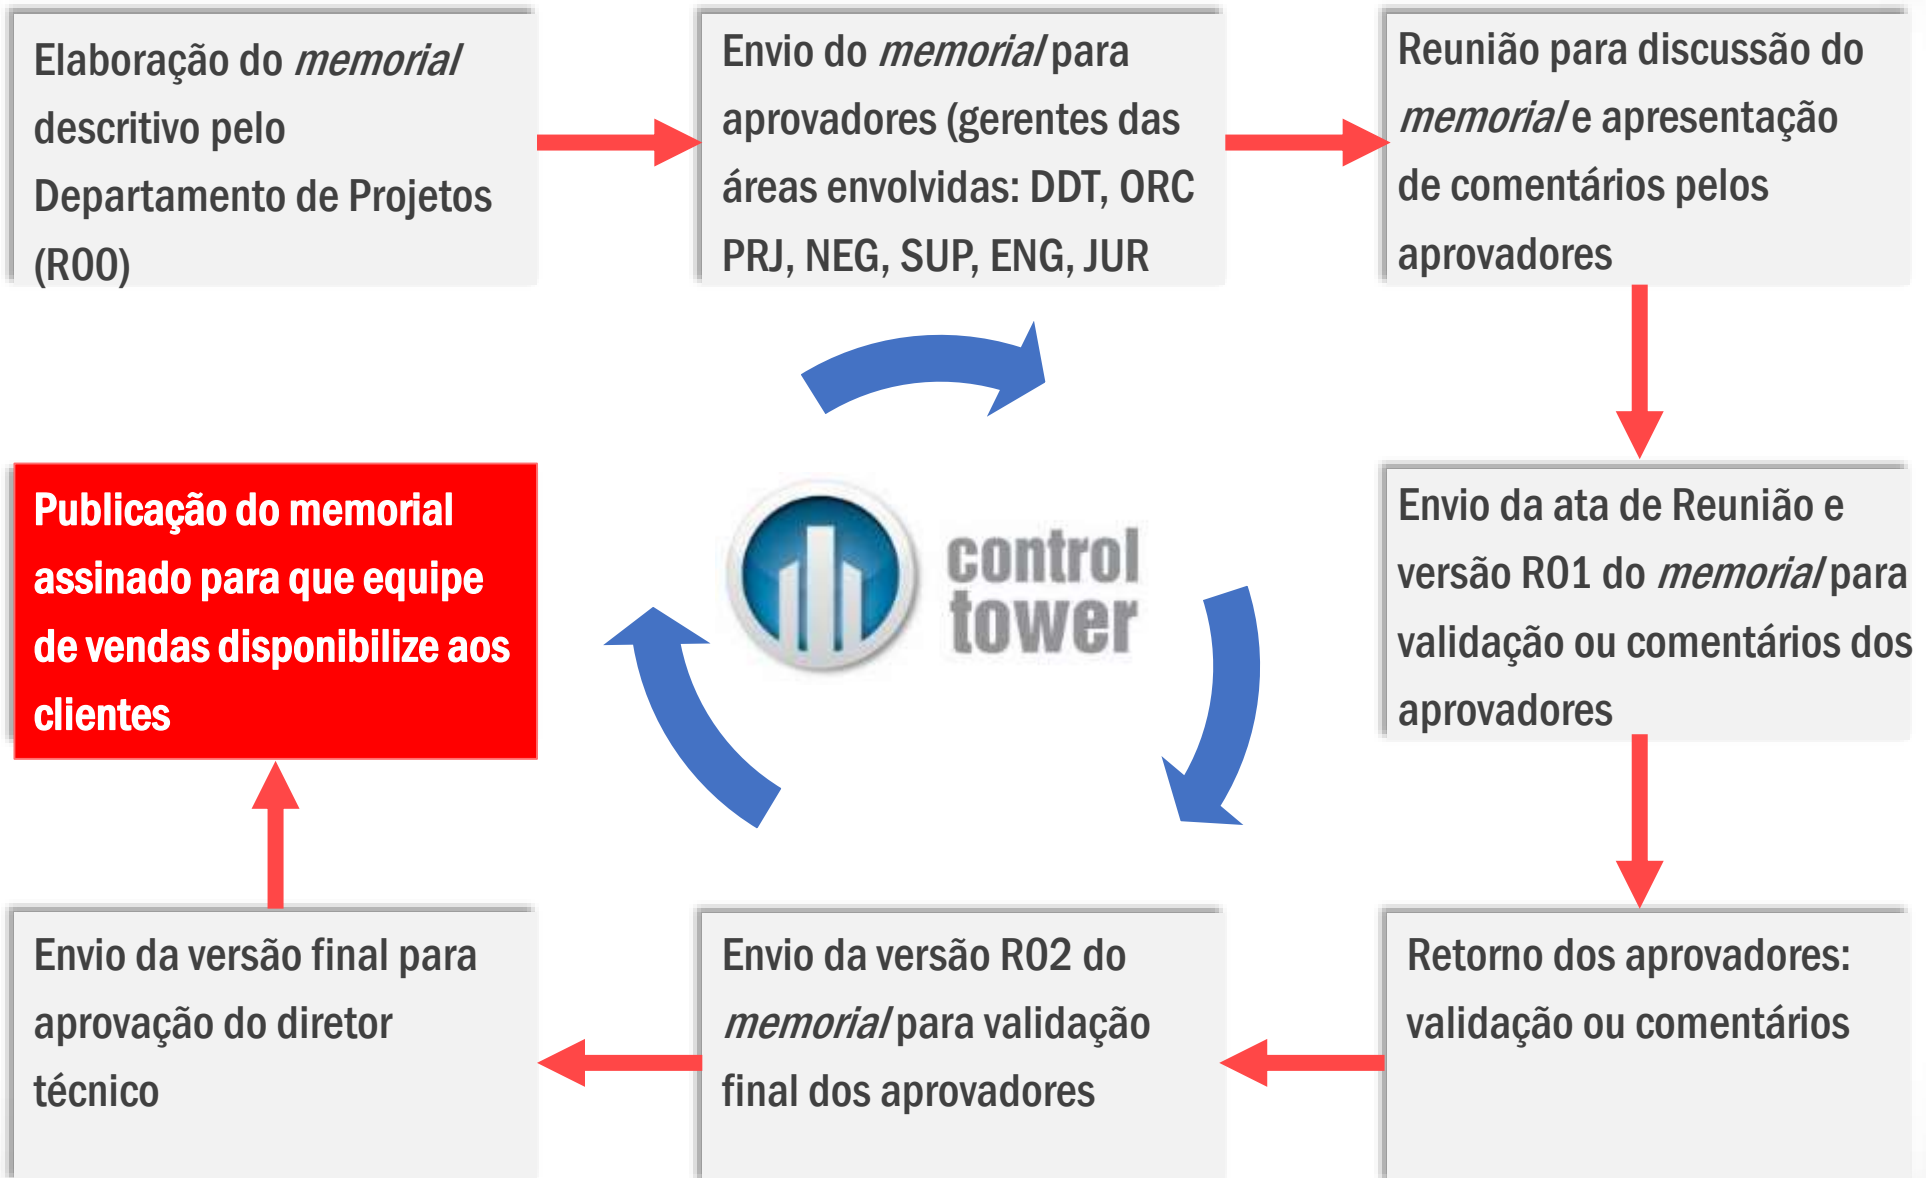 Elaboração do memorial
descritivo pelo
Departamento de Projetos
(R00)
Envio do memorial para
aprovadores (gerentes das
áreas envolvidas: DDT, ORC
PRJ, NEG, SUP, ENG, JUR
Reunião para discussão do
memorial e apresentação
de comentários pelos
aprovadores
Envio da ata de Reunião e
versão R01 do memorial para
validação ou comentários dos
aprovadores
Retorno dos aprovadores:
validação ou comentários
Envio da versão R02 do
memorial para validação
final dos aprovadores
Envio da versão final para
aprovação do diretor
técnico
Publicação do memorial
assinado para que equipe
de vendas disponibilize aos
clientes
control
tower